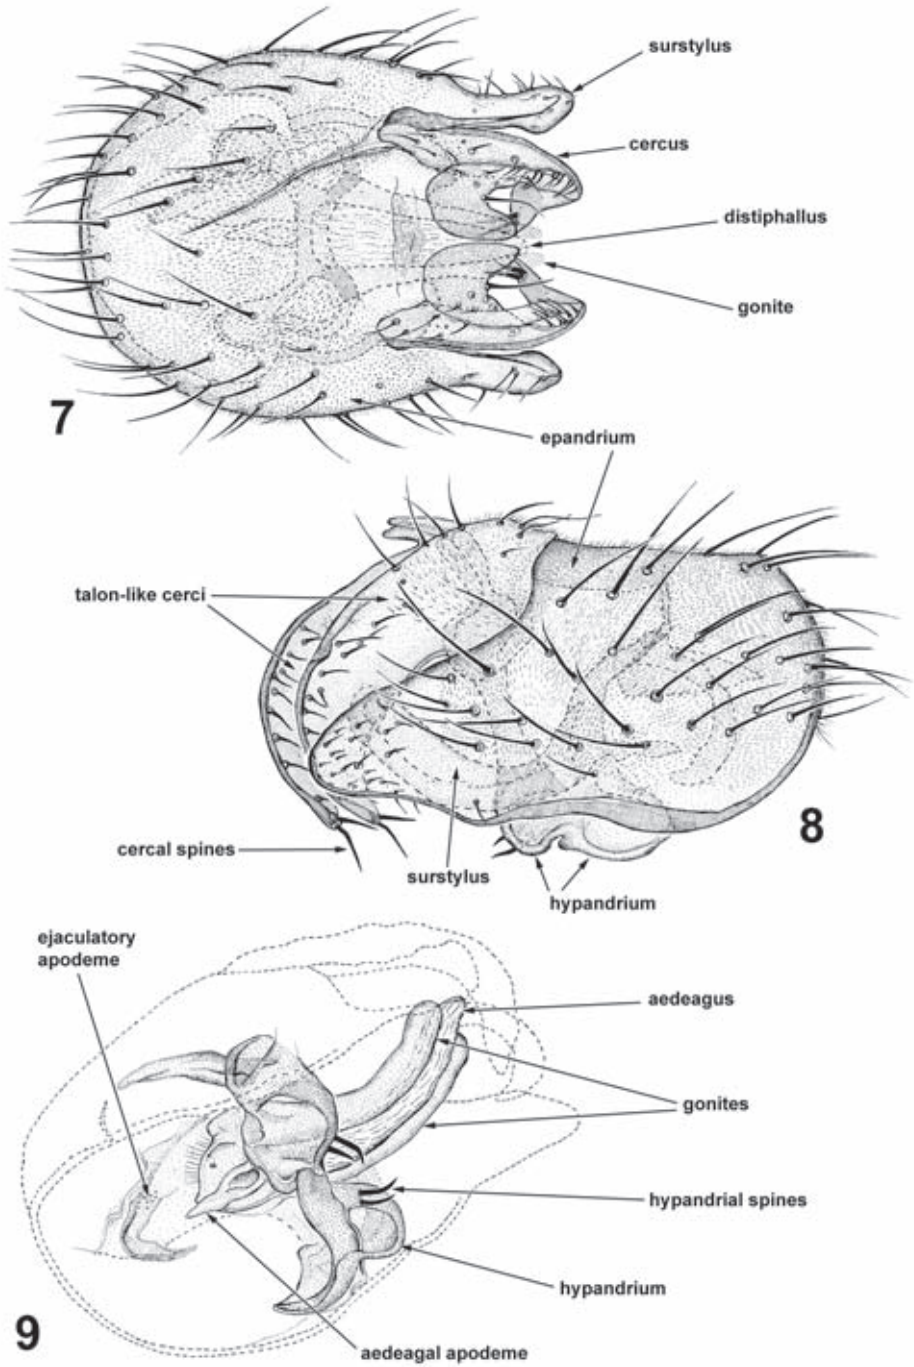 surstylus
cercus
distiphallus
gonite
7
epandrium
talon-like cerci
8
cercal spines
surstylus
hypandrium
ejaculatory
apodeme
aedeagus
gonites
hypandrial spines
hypandrium
9
aedeagal apodeme